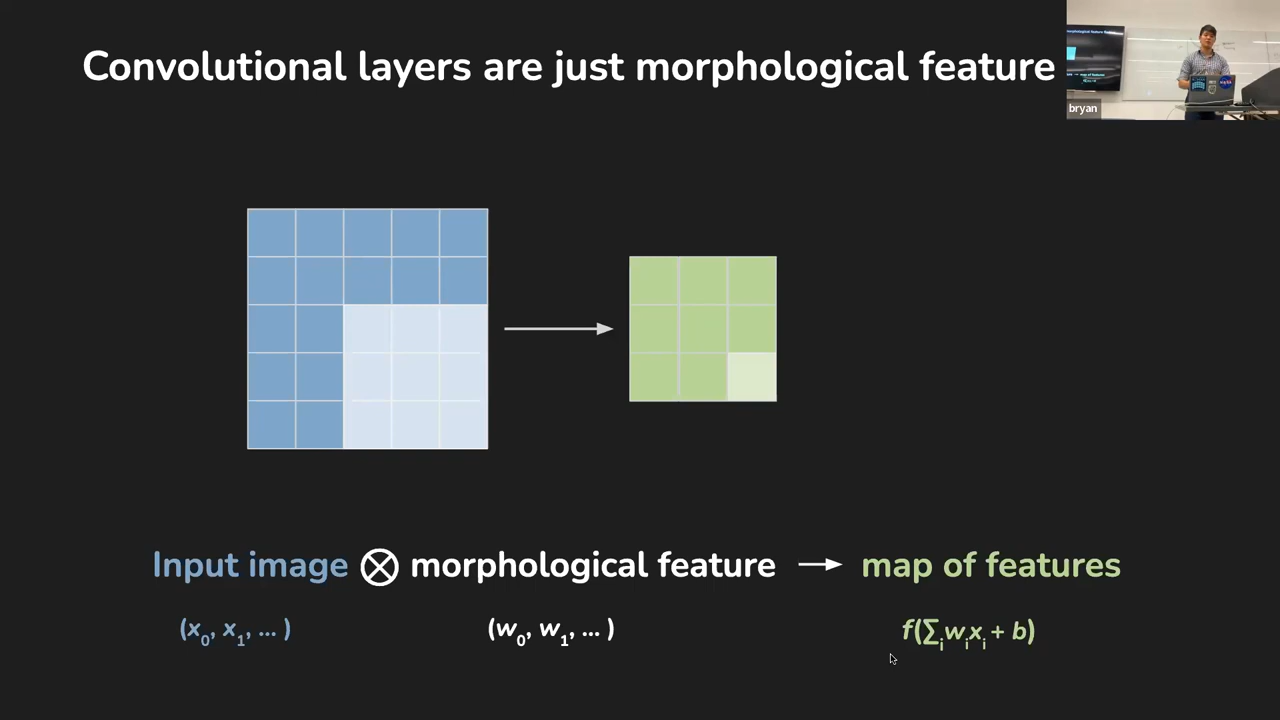 Convolutional layers are just morphological feature
bryan
Input image ⊗ morphological feature → map of features
(x0, x1, ... ) (w0, w1, ... ) f(∑iwixi + b)